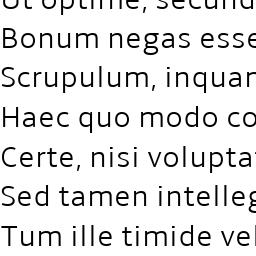 Ut optime, secund
Bonum negas esse
Scrupulum, inquam
Haec quo modo co
Certe, nisi voluptat
Sed tamen intelleg
Tum ille timide vel